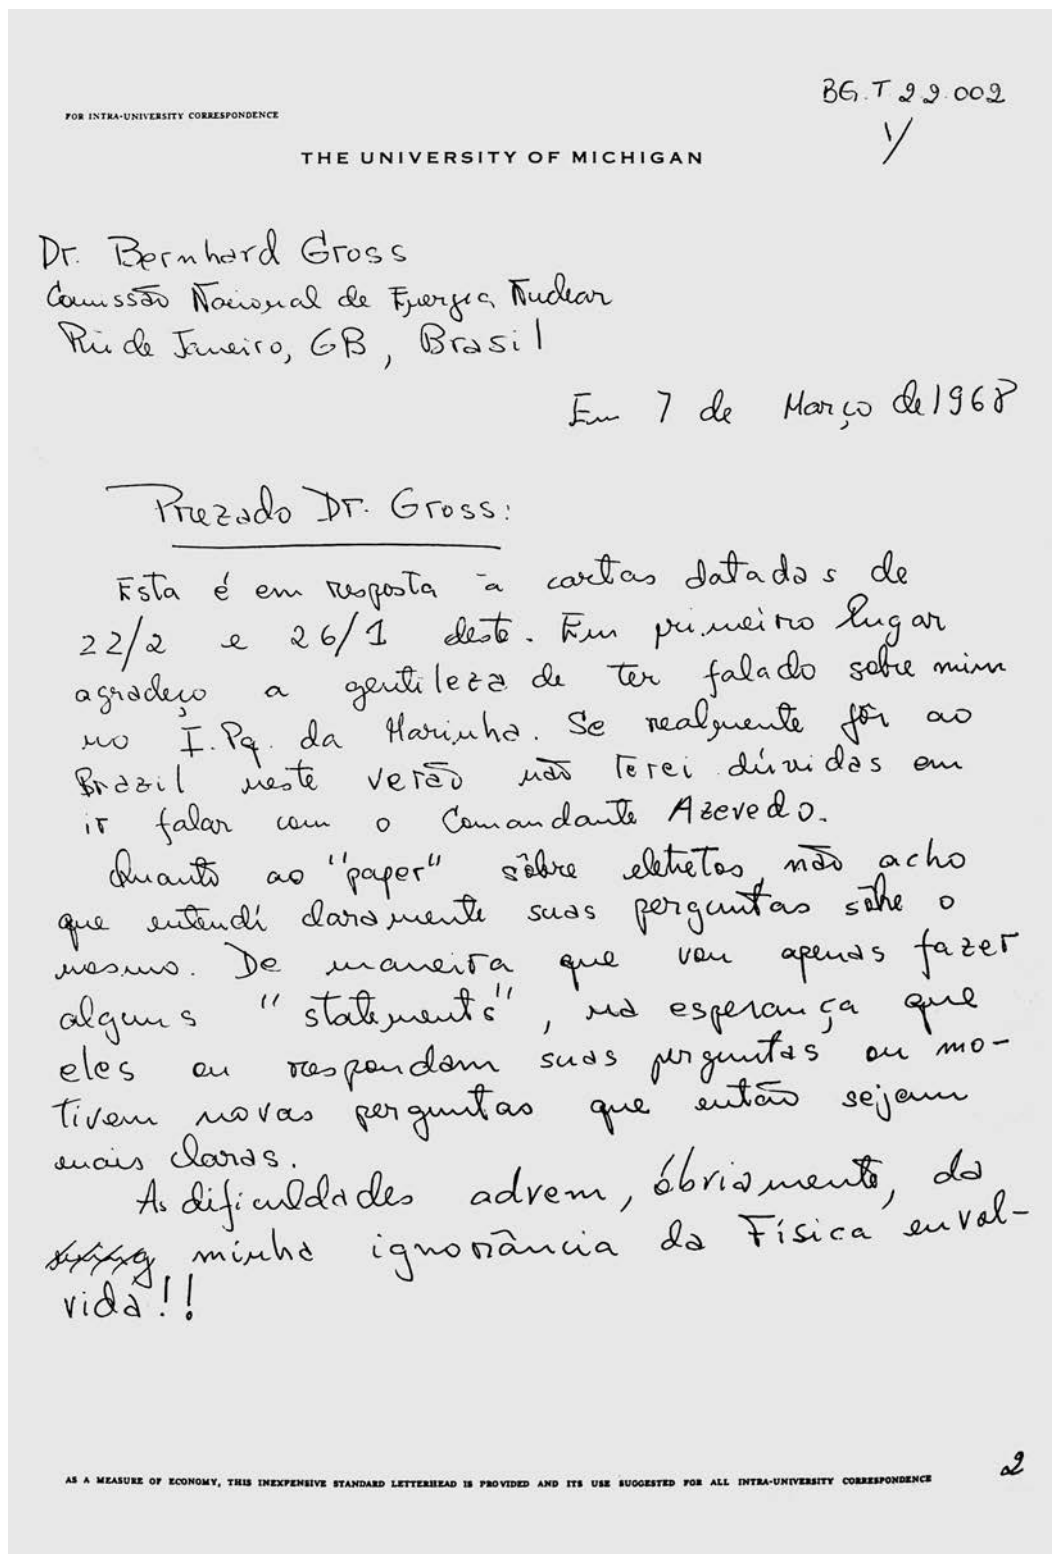 BG.T 22.002
1/
FOR INTRA-UNIVERSITY CORRESPONDENCE
THE UNIVERSITY OF MICHIGAN
Dr. Bernhard Gross
Comissão Nacional de Energia Nuclear
Rio de Janeiro, GB, Brasil
Em 7 de Março de 1968
Prezado Dr. Gross:
Esta é em resposta à cartas datadas de
22/2 e 26/1 deste. Em primeiro lugar
agradeço a gentileza de ter falado sobre mim
no I. Pq. da Marinha. Se realmente fôr ao
Brazil neste verão não terei dúvidas em
ir falar com o Comandante Azevedo.
Quanto ao "paper" sôbre eletretos, não acho
que entendí claramente suas perguntas sôbre o
mesmo. De maneira que vou apenas fazer
alguns "statements", na esperança que
eles ou respondam suas perguntas ou mo-
tivem novas perguntas que então sejam
mais claras.
As dificuldades advem, óbviamente, da
minha ignorância da Física envol-
vida!!
2
AS A MEASURE OF ECONOMY, THIS INEXPENSIVE STANDARD LETTERHEAD IS PROVIDED AND ITS USE SUGGESTED FOR ALL INTRA-UNIVERSITY CORRESPONDENCE